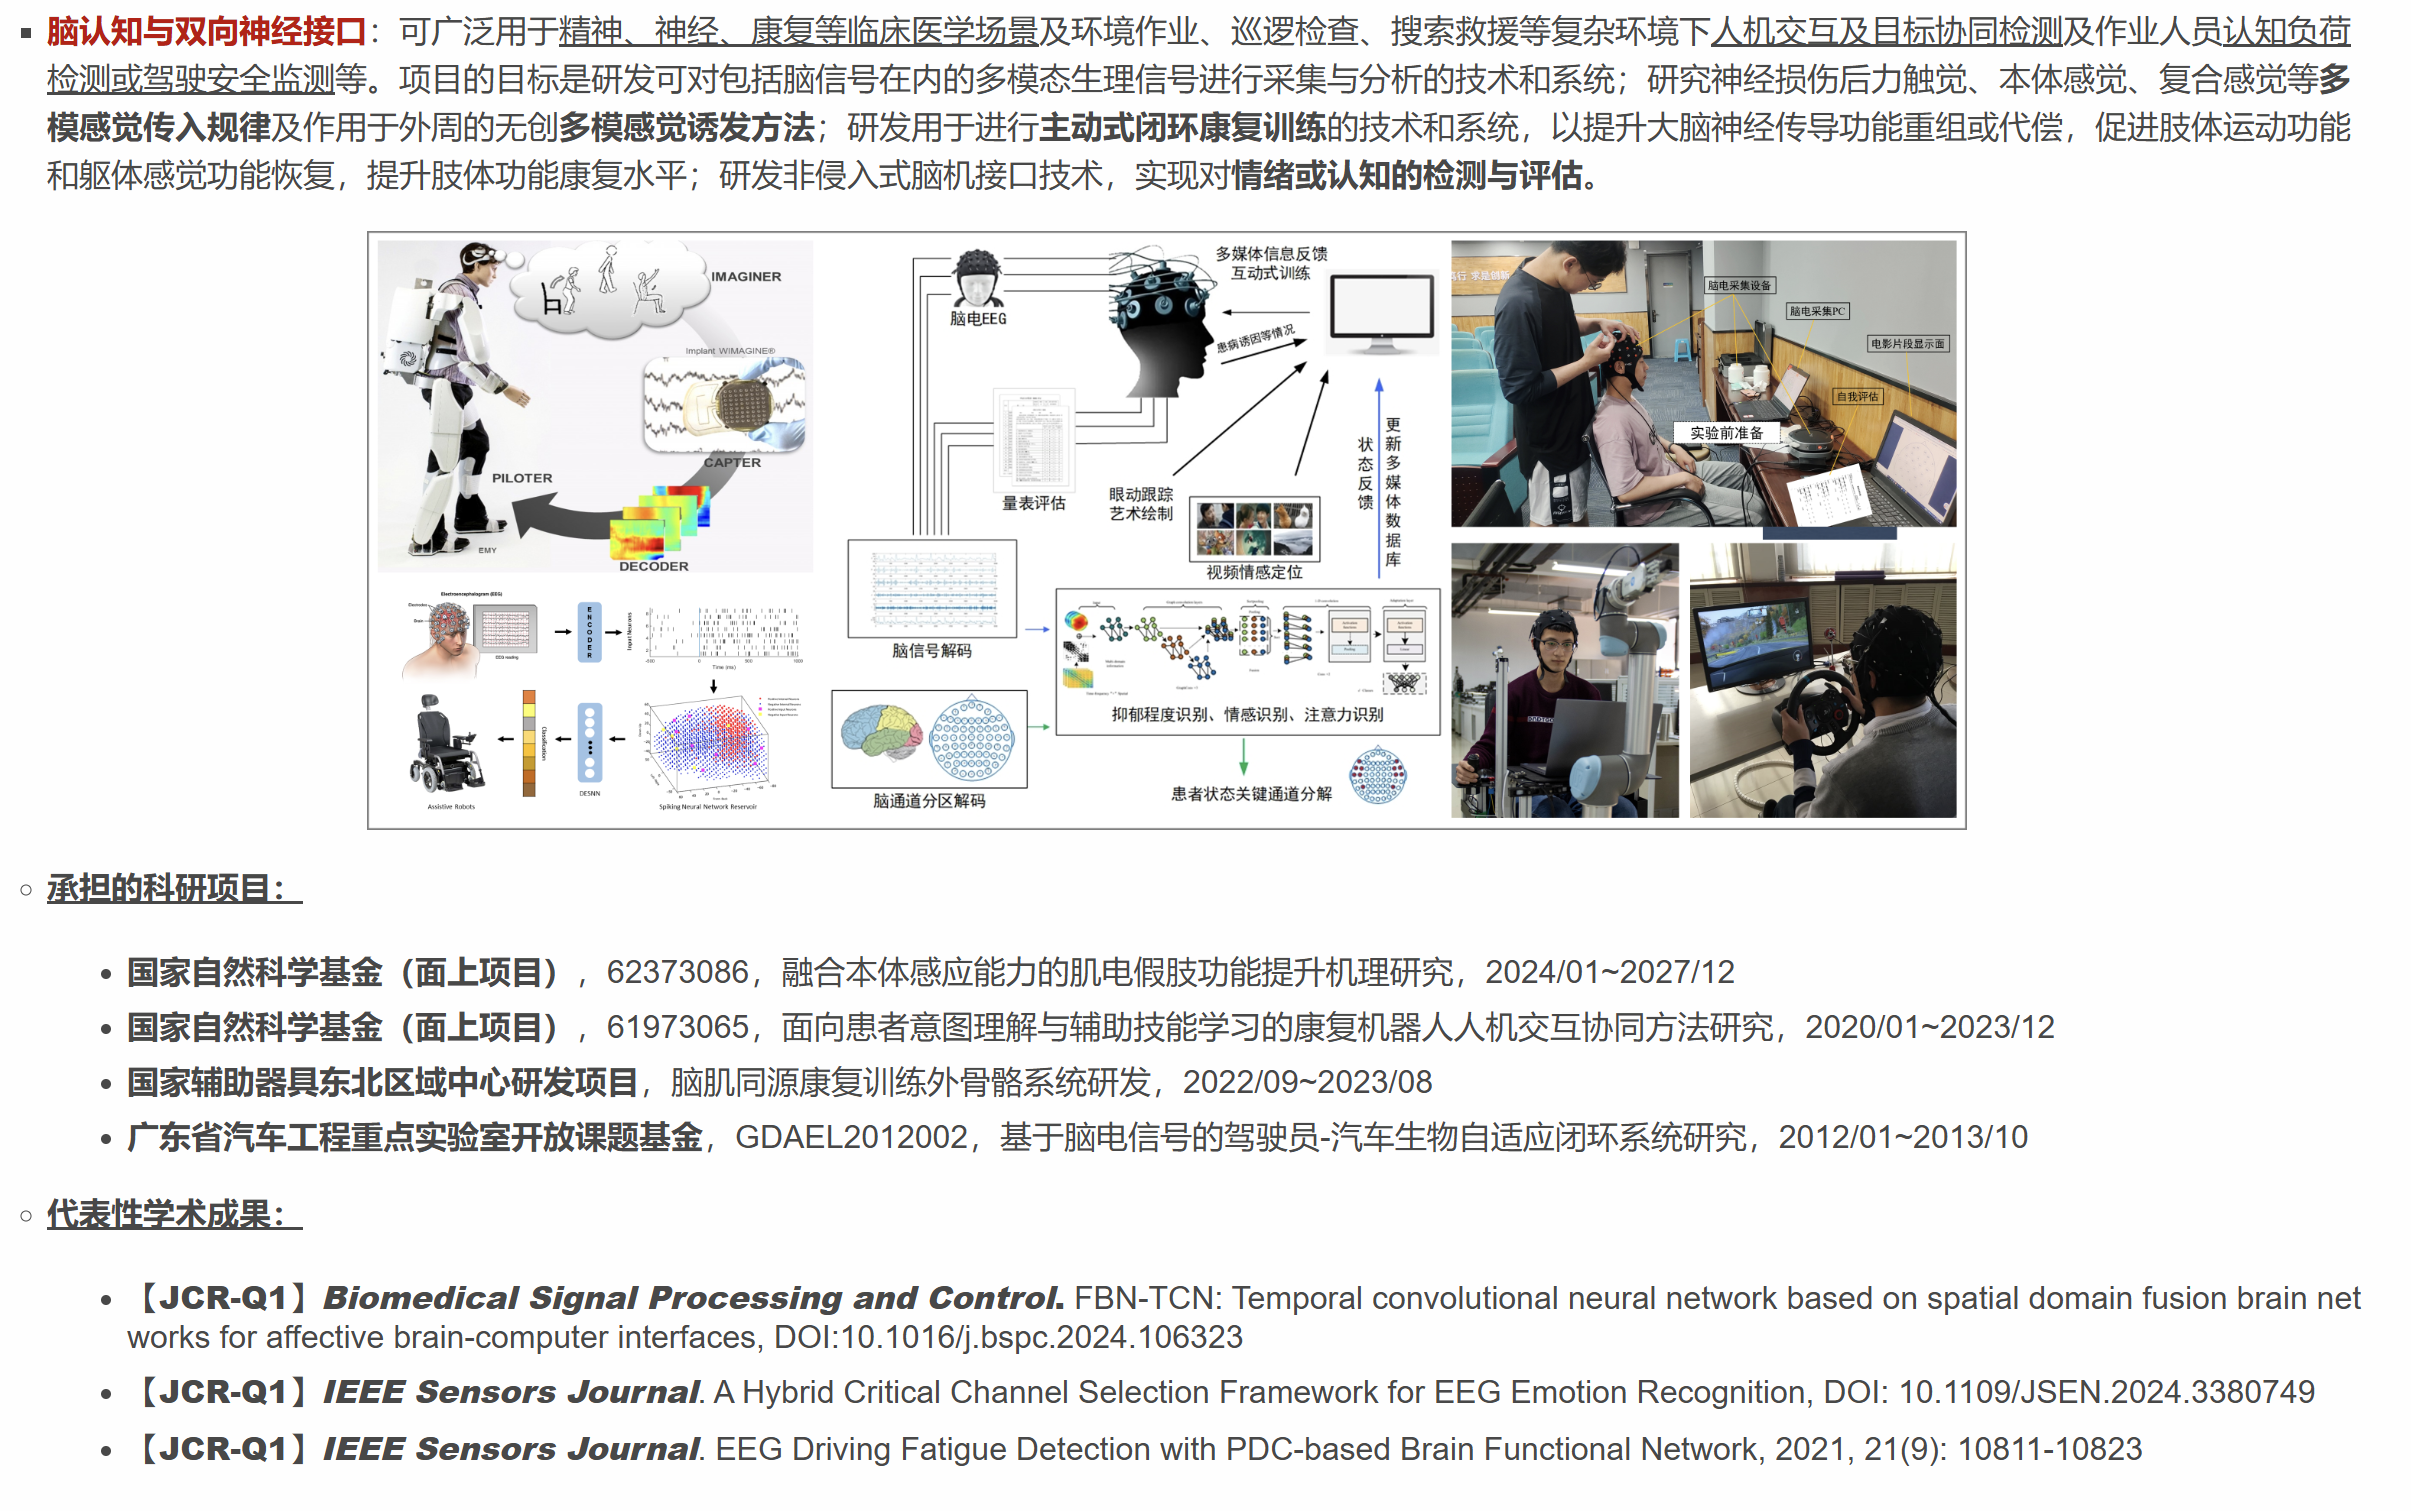 脑认知与双向神经接口：可广泛用于精神、神经、康复等临床医学场景及环境作业、巡逻检查、搜索救援等复杂环境下人机交互及目标协同检测及作业人员认知负荷
检测或驾驶安全监测等。项目的目标是研发可对包括脑信号在内的多模态生理信号进行采集与分析的技术和系统；研究神经损伤后力触觉、本体感觉、复合感觉等多
模感觉传入规律及作用于外周的无创多模感觉诱发方法；研发用于进行主动式闭环康复训练的技术和系统，以提升大脑神经传导功能重组或代偿，促进肢体运动功能
和躯体感觉功能恢复，提升肢体功能康复水平；研发非侵入式脑机接口技术，实现对情绪或认知的检测与评估。
IMAGINER
Implant WIMAGINE®
CAPTER
PILOTER
EMY
DECODER
Electroencephalogram (EEG)
Electrodes
Brain
EEG reading
ENCODER
Input Neurons
Time (ms)
Assistive Robots
Classification
DESNN
Spiking Neural Network Reservoir
脑电EEG
多媒体信息反馈
互动式训练
患病诱因等情况
量表评估
眼动跟踪
艺术绘制
视频情感定位
状态反馈
更新多媒体数据库
脑信号解码
脑通道分区解码
抑郁程度识别、情感识别、注意力识别
患者状态关键通道分解
脑电采集设备
脑电采集PC
电影片段显示面
自我评估
实验前准备
承担的科研项目：
国家自然科学基金（面上项目），62373086，融合本体感应能力的肌电假肢功能提升机理研究，2024/01~2027/12
国家自然科学基金（面上项目），61973065，面向患者意图理解与辅助技能学习的康复机器人人机交互协同方法研究，2020/01~2023/12
国家辅助器具东北区域中心研发项目，脑肌同源康复训练外骨骼系统研发，2022/09~2023/08
广东省汽车工程重点实验室开放课题基金，GDAEL2012002，基于脑电信号的驾驶员-汽车生物自适应闭环系统研究，2012/01~2013/10
代表性学术成果：
【JCR-Q1】Biomedical Signal Processing and Control. FBN-TCN: Temporal convolutional neural network based on spatial domain fusion brain net
works for affective brain-computer interfaces, DOI:10.1016/j.bspc.2024.106323
【JCR-Q1】IEEE Sensors Journal. A Hybrid Critical Channel Selection Framework for EEG Emotion Recognition, DOI: 10.1109/JSEN.2024.3380749
【JCR-Q1】IEEE Sensors Journal. EEG Driving Fatigue Detection with PDC-based Brain Functional Network, 2021, 21(9): 10811-10823